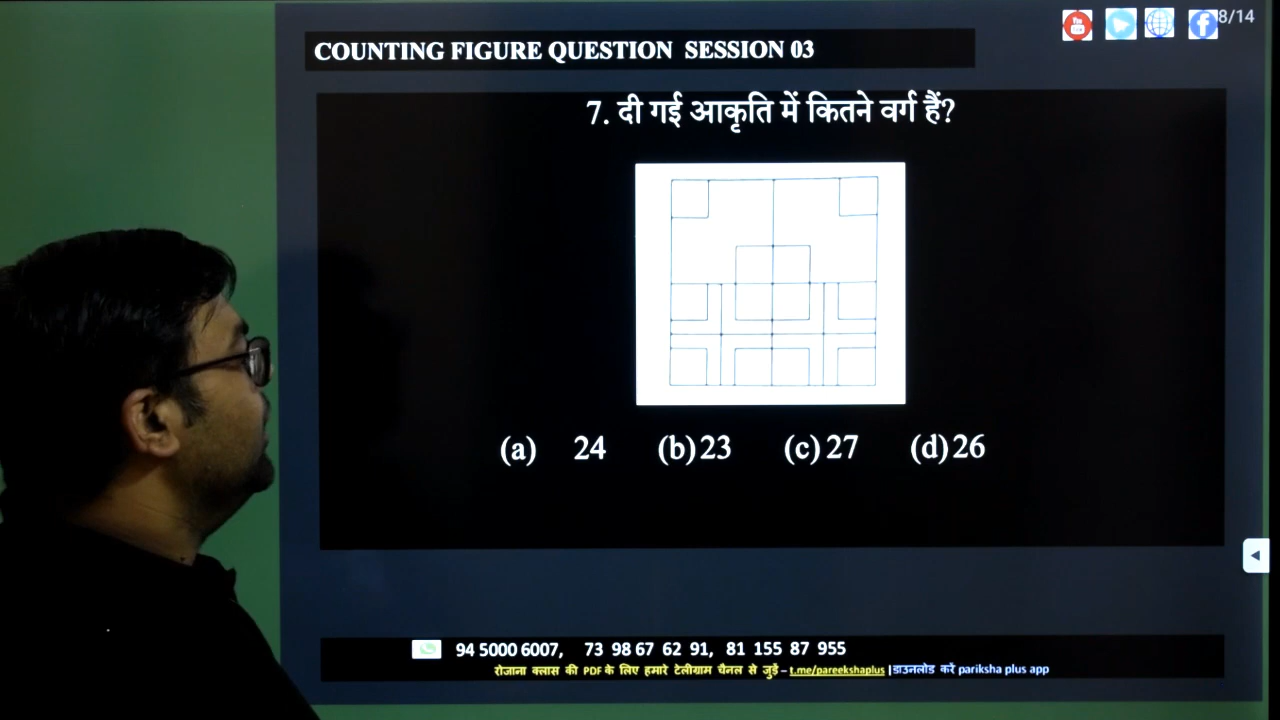 8/14
COUNTING FIGURE QUESTION SESSION 03
7. दी गई आकृति में कितने वर्ग हैं?
(a) 24 (b) 23 (c) 27 (d) 26
94 5000 6007, 73 98 67 62 91, 81 155 87 955
रोजाना क्लास की PDF के लिए हमारे टेलीग्राम चैनल से जुड़ें – t.me/pareekshaplus | डाउनलोड करें pariksha plus app